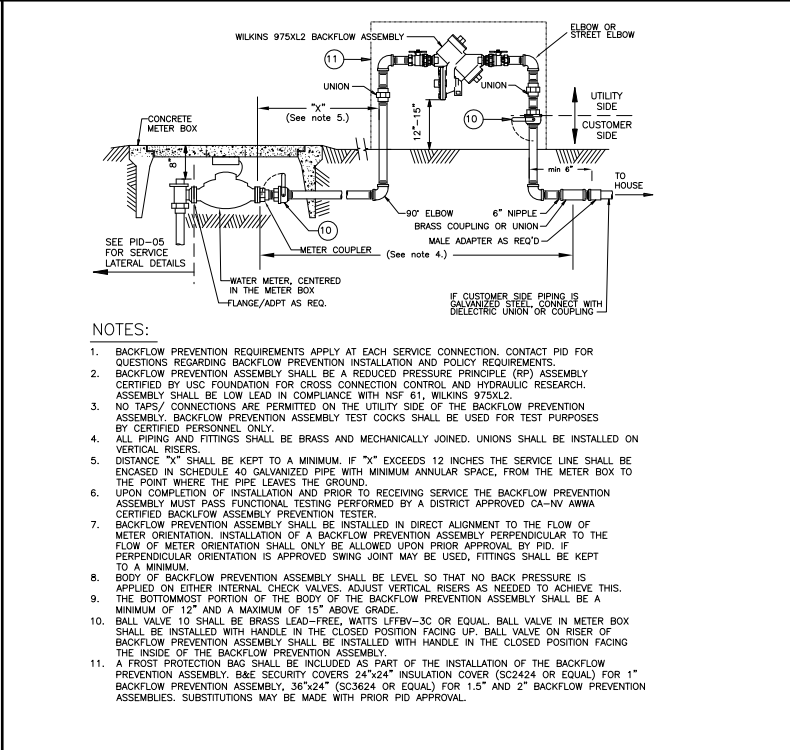 WILKINS 975XL2 BACKFLOW ASSEMBLY
ELBOW OR
STREET ELBOW
11
UNION
UNION
"X"
(See note 5.)
UTILITY
SIDE
CUSTOMER
SIDE
10
12"-15"
CONCRETE
METER BOX
8"
min 6"
TO
HOUSE
90° ELBOW
6" NIPPLE
BRASS COUPLING OR UNION
MALE ADAPTER AS REQ'D
10
METER COUPLER
(See note 4.)
SEE PID-05
FOR SERVICE
LATERAL DETAILS
WATER METER, CENTERED
IN THE METER BOX
FLANGE/ADPT AS REQ.
IF CUSTOMER SIDE PIPING IS
GALVANIZED STEEL, CONNECT WITH
DIELECTRIC UNION OR COUPLING
NOTES:
1. BACKFLOW PREVENTION REQUIREMENTS APPLY AT EACH SERVICE CONNECTION. CONTACT PID FOR
QUESTIONS REGARDING BACKFLOW PREVENTION INSTALLATION AND POLICY REQUIREMENTS.
2. BACKFLOW PREVENTION ASSEMBLY SHALL BE A REDUCED PRESSURE PRINCIPLE (RP) ASSEMBLY
CERTIFIED BY USC FOUNDATION FOR CROSS CONNECTION CONTROL AND HYDRAULIC RESEARCH.
ASSEMBLY SHALL BE LOW LEAD IN COMPLIANCE WITH NSF 61, WILKINS 975XL2.
3. NO TAPS/ CONNECTIONS ARE PERMITTED ON THE UTILITY SIDE OF THE BACKFLOW PREVENTION
ASSEMBLY. BACKFLOW PREVENTION ASSEMBLY TEST COCKS SHALL BE USED FOR TEST PURPOSES
BY CERTIFIED PERSONNEL ONLY.
4. ALL PIPING AND FITTINGS SHALL BE BRASS AND MECHANICALLY JOINED. UNIONS SHALL BE INSTALLED ON
VERTICAL RISERS.
5. DISTANCE "X" SHALL BE KEPT TO A MINIMUM. IF "X" EXCEEDS 12 INCHES THE SERVICE LINE SHALL BE
ENCASED IN SCHEDULE 40 GALVANIZED PIPE WITH MINIMUM ANNULAR SPACE, FROM THE METER BOX TO
THE POINT WHERE THE PIPE LEAVES THE GROUND.
6. UPON COMPLETION OF INSTALLATION AND PRIOR TO RECEIVING SERVICE THE BACKFLOW PREVENTION
ASSEMBLY MUST PASS FUNCTIONAL TESTING PERFORMED BY A DISTRICT APPROVED CA-NV AWWA
CERTIFIED BACKLFOW ASSEMBLY PREVENTION TESTER.
7. BACKFLOW PREVENTION ASSEMBLY SHALL BE INSTALLED IN DIRECT ALIGNMENT TO THE FLOW OF
METER ORIENTATION. INSTALLATION OF A BACKFLOW PREVENTION ASSEMBLY PERPENDICULAR TO THE
FLOW OF METER ORIENTATION SHALL ONLY BE ALLOWED UPON PRIOR APPROVAL BY PID. IF
PERPENDICULAR ORIENTATION IS APPROVED SWING JOINT MAY BE USED, FITTINGS SHALL BE KEPT
TO A MINIMUM.
8. BODY OF BACKFLOW PREVENTION ASSEMBLY SHALL BE LEVEL SO THAT NO BACK PRESSURE IS
APPLIED ON EITHER INTERNAL CHECK VALVES. ADJUST VERTICAL RISERS AS NEEDED TO ACHIEVE THIS.
9. THE BOTTOMMOST PORTION OF THE BODY OF THE BACKFLOW PREVENTION ASSEMBLY SHALL BE A
MINIMUM OF 12" AND A MAXIMUM OF 15" ABOVE GRADE.
10. BALL VALVE 10 SHALL BE BRASS LEAD-FREE, WATTS LFFBV-3C OR EQUAL. BALL VALVE IN METER BOX
SHALL BE INSTALLED WITH HANDLE IN THE CLOSED POSITION FACING UP. BALL VALVE ON RISER OF
BACKFLOW PREVENTION ASSEMBLY SHALL BE INSTALLED WITH HANDLE IN THE CLOSED POSITION FACING
THE INSIDE OF THE BACKFLOW PREVENTION ASSEMBLY.
11. A FROST PROTECTION BAG SHALL BE INCLUDED AS PART OF THE INSTALLATION OF THE BACKFLOW
PREVENTION ASSEMBLY. B&E SECURITY COVERS 24"x24" INSULATION COVER (SC2424 OR EQUAL) FOR 1"
BACKFLOW PREVENTION ASSEMBLY, 36"x24" (SC3624 OR EQUAL) FOR 1.5" AND 2" BACKFLOW PREVENTION
ASSEMBLIES. SUBSTITUTIONS MAY BE MADE WITH PRIOR PID APPROVAL.